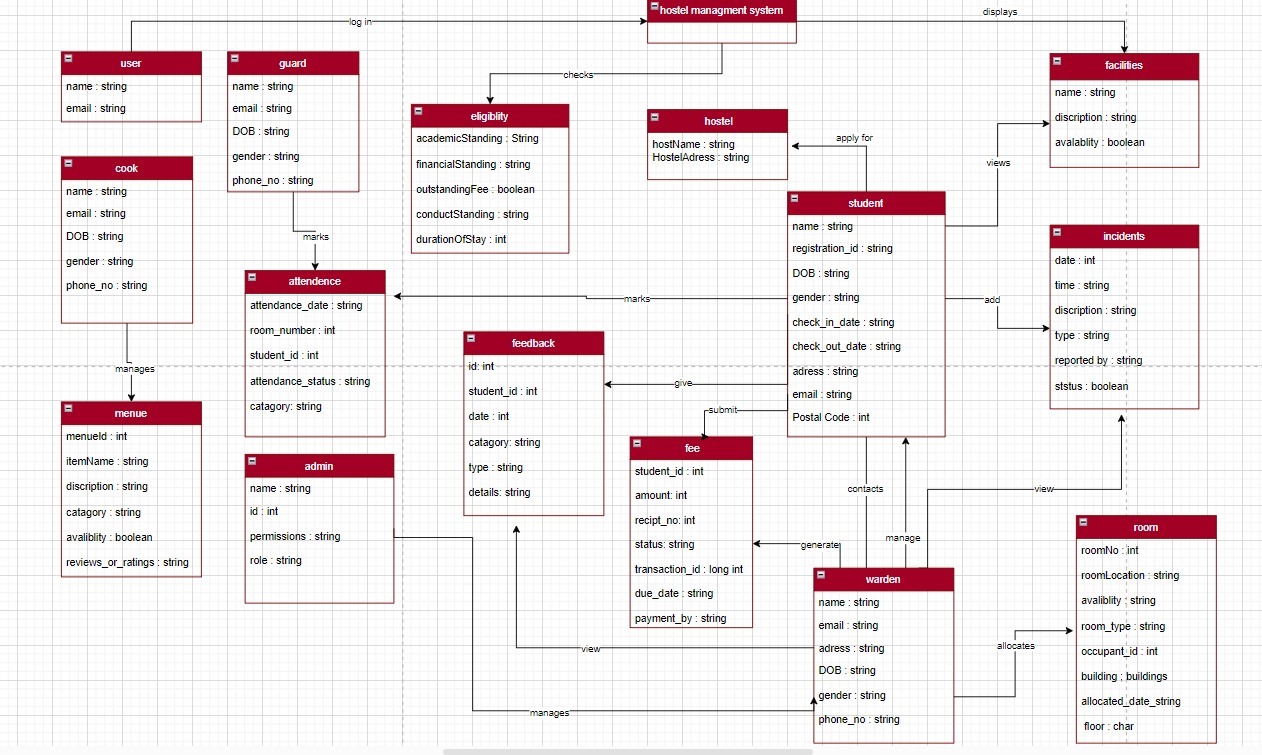 hostel managment system
log in
displays
checks
user
name : string
email : string
guard
name : string
email : string
DOB : string
gender : string
phone_no : string
marks
eligiblity
academicStanding : String
financialStanding : string
outstandingFee : boolean
conductStanding : string
durationOfStay : int
hostel
hostName : string
HostelAdress : string
apply for
facilities
name : string
discription : string
avalablity : boolean
views
cook
name : string
email : string
DOB : string
gender : string
phone_no : string
manages
student
name : string
registration_id : string
DOB : string
gender : string
check_in_date : string
check_out_date : string
adress : string
email : string
Postal Code : int
incidents
date : int
time : string
discription : string
type : string
reported by : string
ststus : boolean
add
attendence
attendance_date : string
room_number : int
student_id : int
attendance_status : string
catagory: string
marks
feedback
id: int
student_id : int
date : int
catagory: string
type : string
details: string
give
submit
menue
menueId : int
itemName : string
discription : string
catagory : string
avaliblity : boolean
reviews_or_ratings : string
admin
name : string
id : int
permissions : string
role : string
fee
student_id : int
amount: int
recipt_no: int
status: string
transaction_id : long int
due_date : string
payment_by : string
contacts
manage
view
generate
warden
name : string
email : string
adress : string
DOB : string
gender : string
phone_no : string
view
manages
allocates
room
roomNo : int
roomLocation : string
avaliblity : string
room_type : string
occupant_id : int
building : buildings
allocated_date_string
floor : char